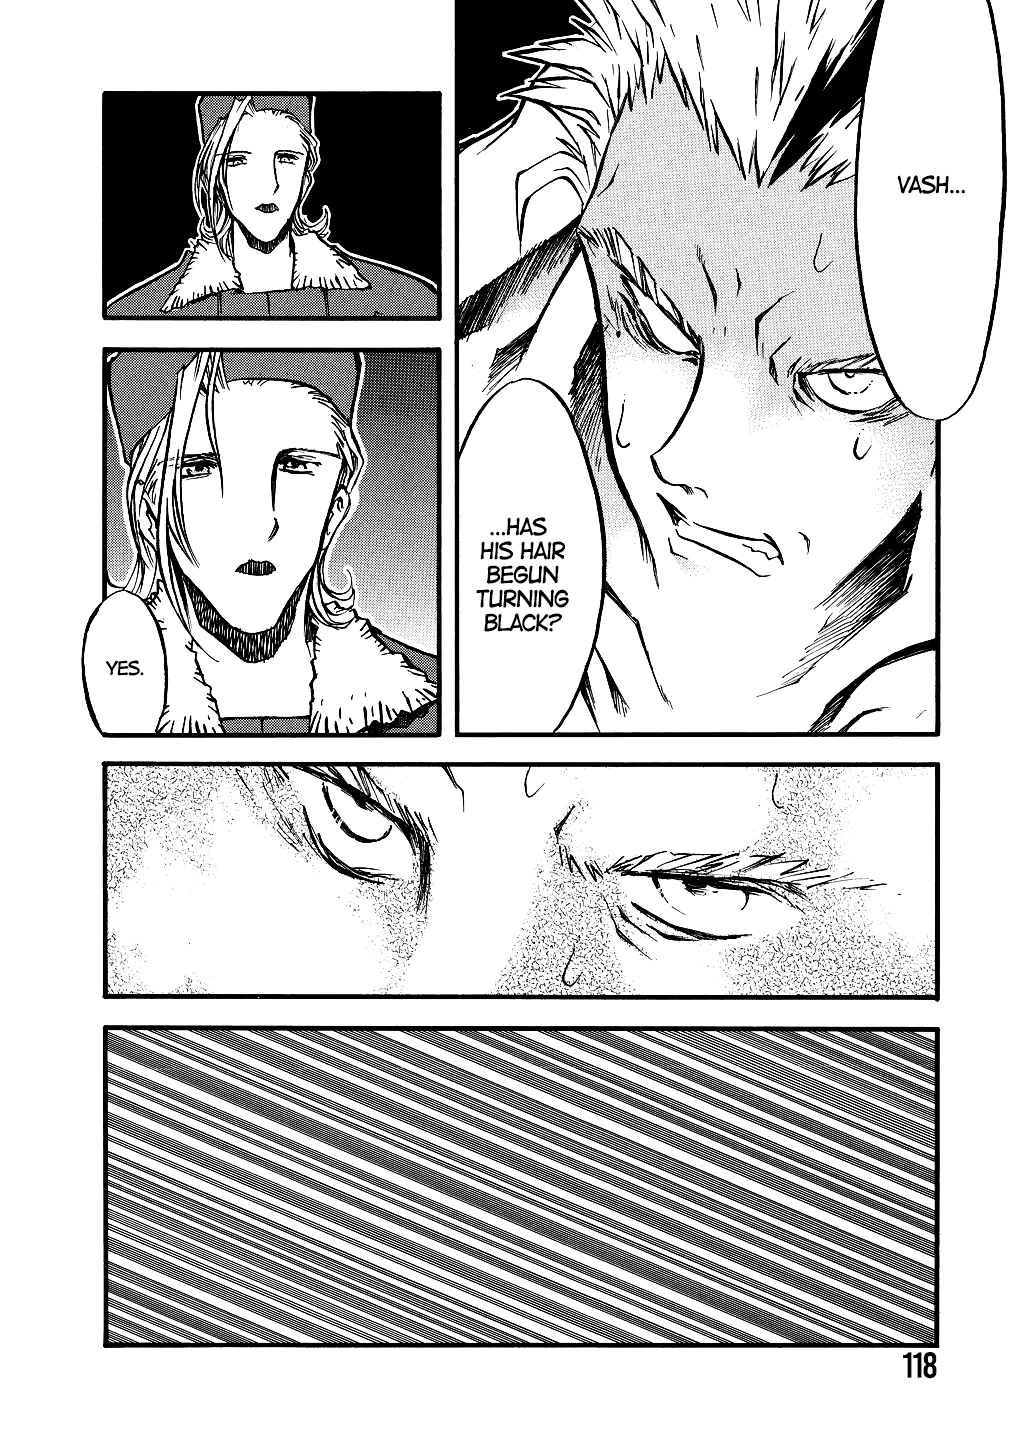 VASH...
...HAS
HIS HAIR
BEGUN
TURNING
BLACK?
YES.
118